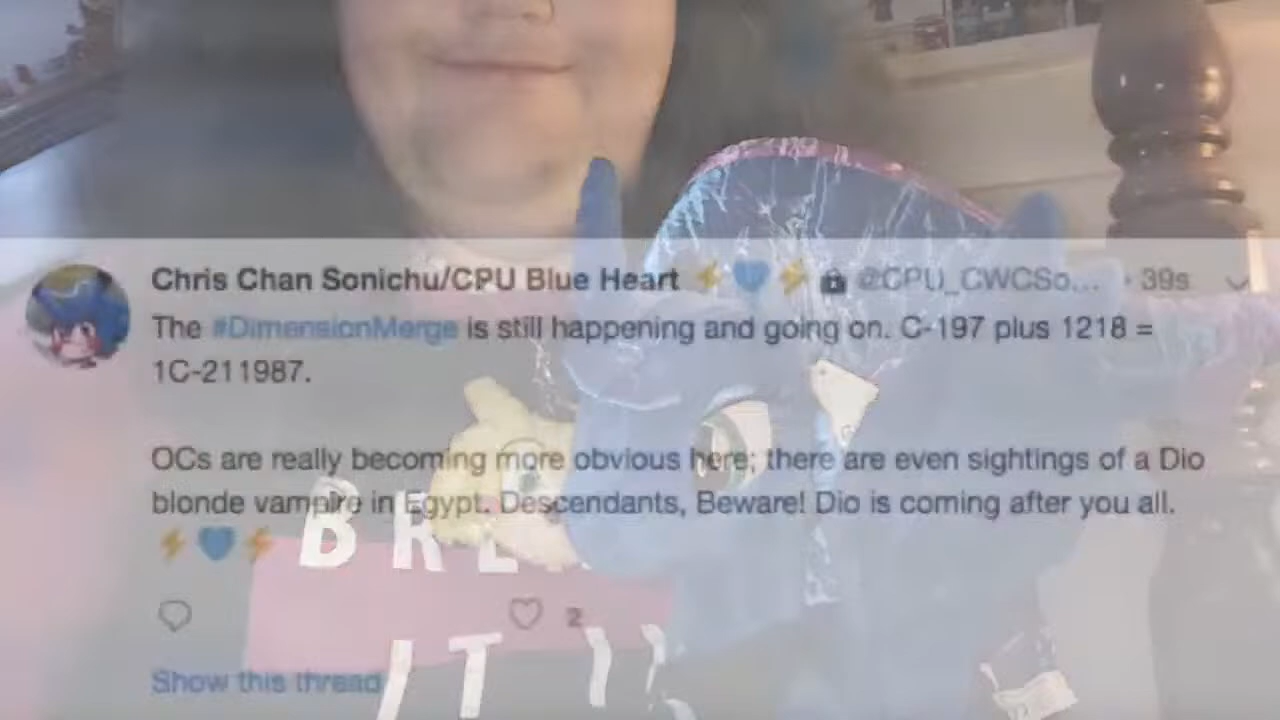 Chris Chan Sonichu/CPU Blue Heart ⚡💙⚡ 🔒 @CPU_CWCSo... · 39s
The #DimensionMerge is still happening and going on. C-197 plus 1218 =
1C-211987.
OCs are really becoming more obvious here; there are even sightings of a Dio
blonde vampire in Egypt. Descendants, Beware! Dio is coming after you all.
⚡💙⚡
2
Show this thread
IT